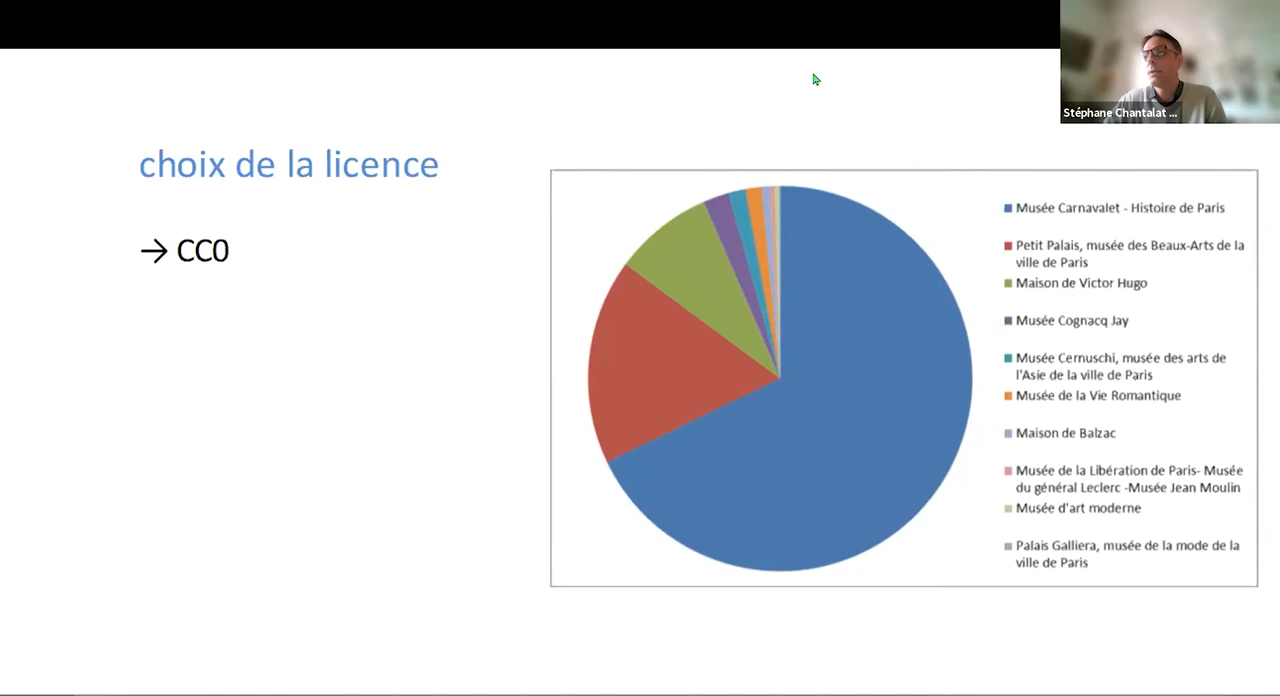 Stéphane Chantalat ...
choix de la licence
→ CC0
Musée Carnavalet - Histoire de Paris
Petit Palais, musée des Beaux-Arts de la
ville de Paris
Maison de Victor Hugo
Musée Cognacq Jay
Musée Cernuschi, musée des arts de
l'Asie de la ville de Paris
Musée de la Vie Romantique
Maison de Balzac
Musée de la Libération de Paris- Musée
du général Leclerc -Musée Jean Moulin
Musée d'art moderne
Palais Galliera, musée de la mode de la
ville de Paris